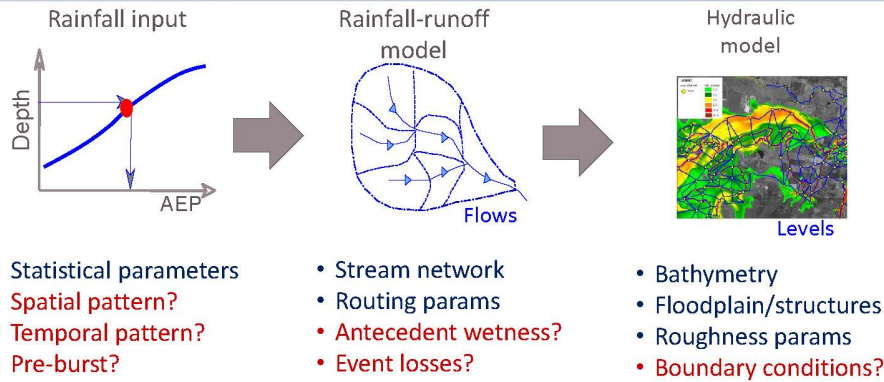 Rainfall input
Depth
AEP
Statistical parameters
Spatial pattern?
Temporal pattern?
Pre-burst?
Rainfall-runoff
model
Flows
• Stream network
• Routing params
• Antecedent wetness?
• Event losses?
Hydraulic
model
Levels
• Bathymetry
• Floodplain/structures
• Roughness params
• Boundary conditions?